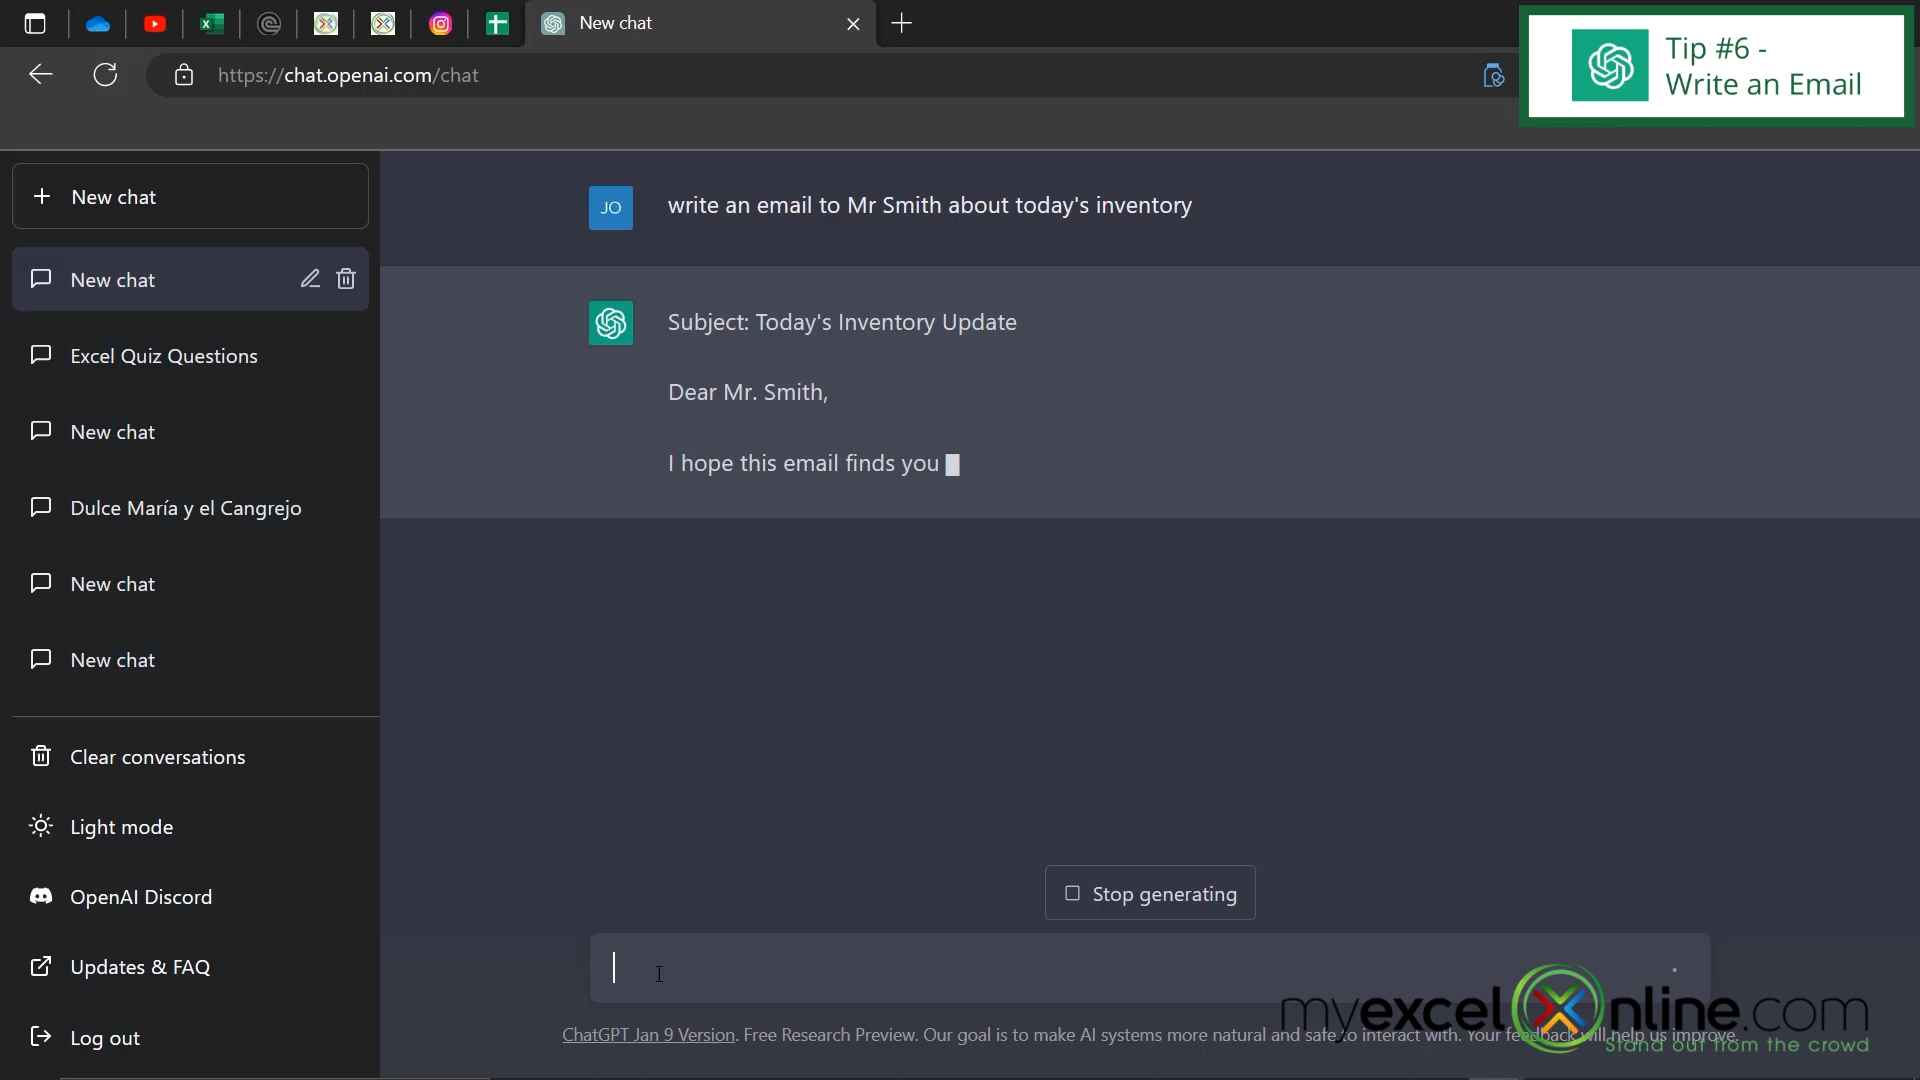 New chat
https://chat.openai.com/chat
Tip #6 -
Write an Email
New chat
New chat
Excel Quiz Questions
New chat
Dulce María y el Cangrejo
New chat
New chat
Clear conversations
Light mode
OpenAI Discord
Updates & FAQ
Log out
JO
write an email to Mr Smith about today's inventory
Subject: Today's Inventory Update
Dear Mr. Smith,
I hope this email finds you
Stop generating
ChatGPT Jan 9 Version. Free Research Preview. Our goal is to make AI systems more natural and safe to interact with. Your feedback will help us improve.
myexcelonline.com
Stand out from the crowd